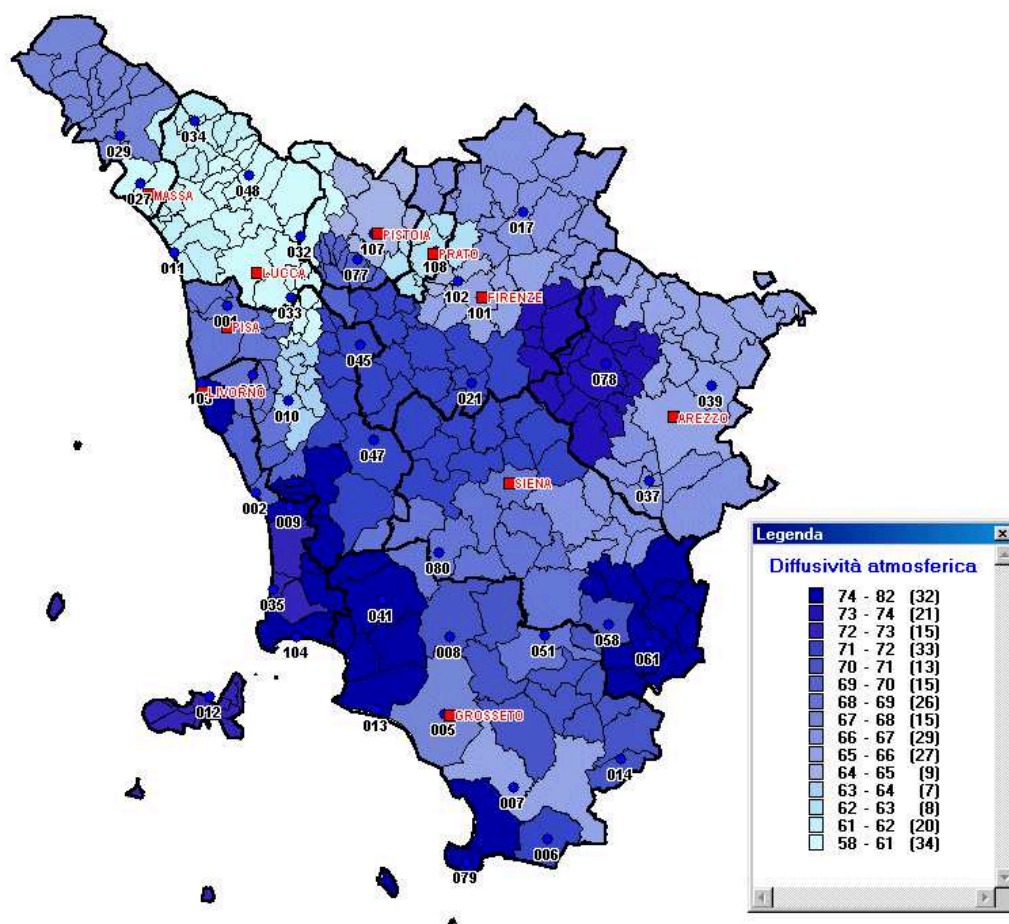 034
029
048
027
MASSA
017
032
PISTOIA
107
PRATO
108
011
077
LUCCA
102
FIRENZE
101
033
001
PISA
045
078
021
039
LIVORNO
103
010
AREZZO
047
037
SIENA
002
009
080
035
041
058
104
008
051
061
012
013
GROSSETO
005
014
007
006
079
Legenda
Diffusività atmosferica
74 - 82 (32)
73 - 74 (21)
72 - 73 (15)
71 - 72 (33)
70 - 71 (13)
69 - 70 (15)
68 - 69 (26)
67 - 68 (15)
66 - 67 (29)
65 - 66 (27)
64 - 65 (9)
63 - 64 (7)
62 - 63 (8)
61 - 62 (20)
58 - 61 (34)